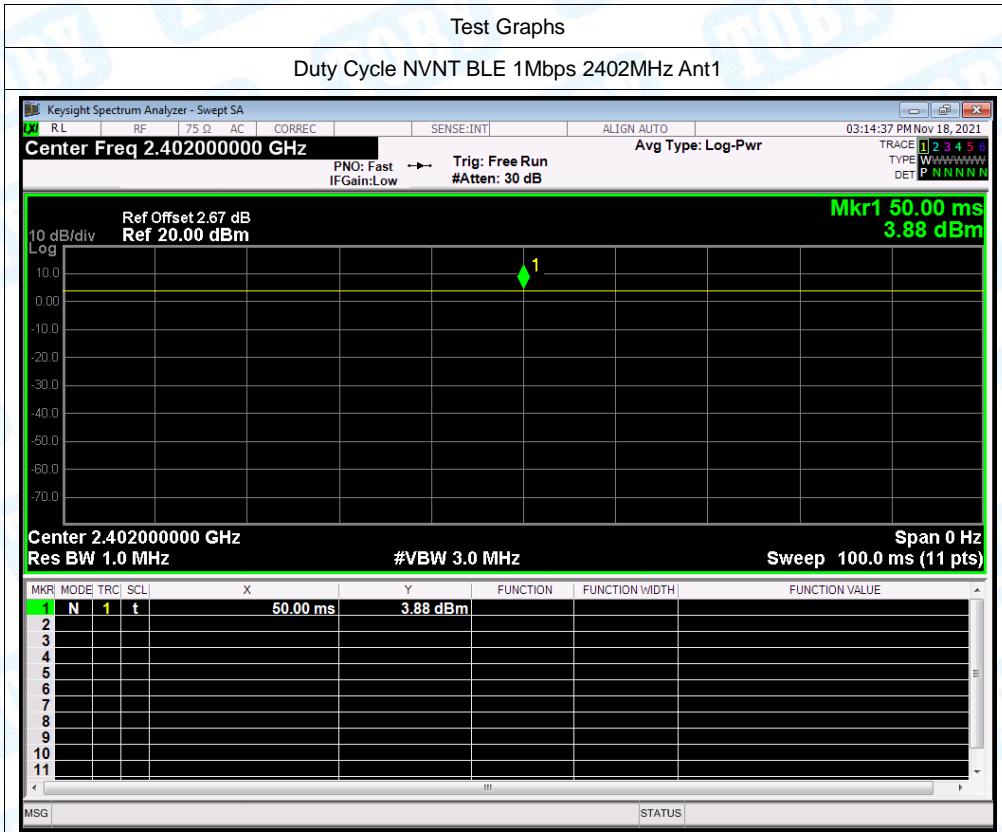 Test Graphs
Duty Cycle NVNT BLE 1Mbps 2402MHz Ant1
Keysight Spectrum Analyzer - Swept SA
LXI RL RF 75 Ω AC CORREC SENSE:INT ALIGN AUTO 03:14:37 PM Nov 18, 2021
Center Freq 2.402000000 GHz Avg Type: Log-Pwr TRACE 1 2 3 4 5 6
PNO: Fast Trig: Free Run TYPE WWWWWW
IFGain:Low #Atten: 30 dB DET P N N N N N
Mkr1 50.00 ms
Ref Offset 2.67 dB
10 dB/div Ref 20.00 dBm 3.88 dBm
Log
1
10.0
0.00
-10.0
-20.0
-30.0
-40.0
-50.0
-60.0
-70.0
Center 2.402000000 GHz Span 0 Hz
Res BW 1.0 MHz #VBW 3.0 MHz Sweep 100.0 ms (11 pts)
MKR MODE TRC SCL X Y FUNCTION FUNCTION WIDTH FUNCTION VALUE
1 N 1 t 50.00 ms 3.88 dBm
2
3
4
5
6
7
8
9
10
11
MSG STATUS